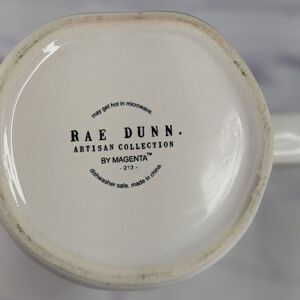 may get hot in microwave.
RAE DUNN.
ARTISAN COLLECTION
BY MAGENTA™
- 213 -
dishwasher safe. made in china.